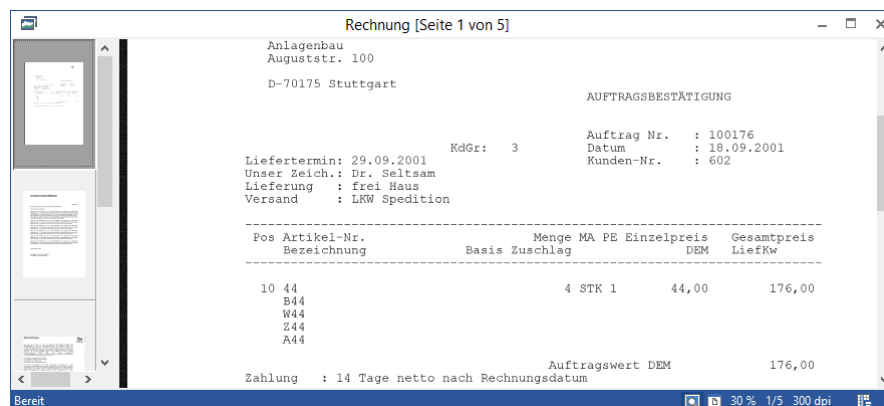 Rechnung [Seite 1 von 5]
Anlagenbau
Auguststr. 100
D-70175 Stuttgart
AUFTRAGSBESTÄTIGUNG
Auftrag Nr. : 100176
KdGr: 3 Datum : 18.09.2001
Liefertermin: 29.09.2001 Kunden-Nr. : 602
Unser Zeich.: Dr. Seltsam
Lieferung : frei Haus
Versand : LKW Spedition
Pos Artikel-Nr. Menge MA PE Einzelpreis Gesamtpreis
Bezeichnung Basis Zuschlag DEM LiefKw
10 44 4 STK 1 44,00 176,00
B44
W44
Z44
A44
Auftragswert DEM 176,00
Zahlung : 14 Tage netto nach Rechnungsdatum
Bereit 30 % 1/5 300 dpi